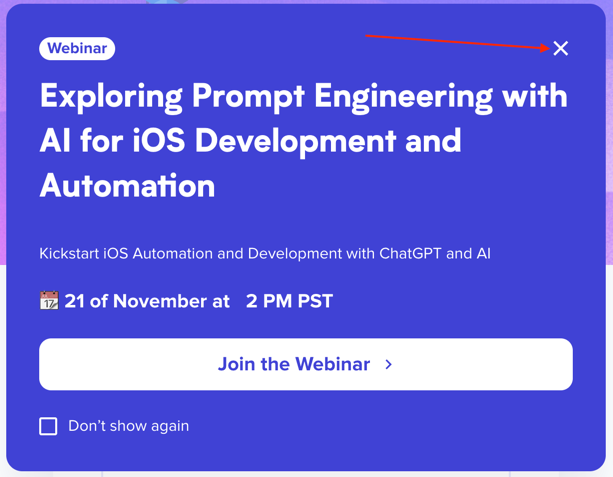 Webinar
Exploring Prompt Engineering with
AI for iOS Development and
Automation
Kickstart iOS Automation and Development with ChatGPT and AI
17
21 of November at 2 PM PST
Join the Webinar
Don’t show again